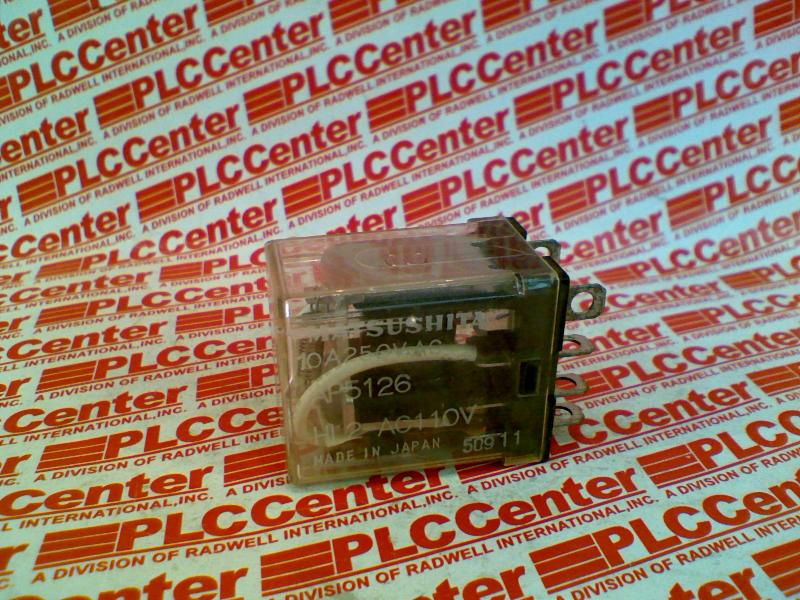 MATSUSHITA
10A250VAC
AP5126
HL2-AC110V
MADE IN JAPAN 50911
PLCCenter
A DIVISION OF RADWELL INTERNATIONAL,INC.